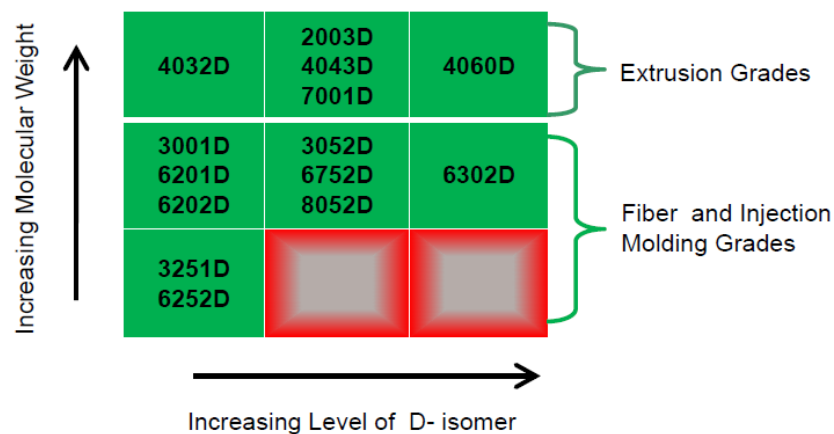 Increasing Molecular Weight
4032D
2003D
4043D
7001D
4060D
Extrusion Grades
3001D
6201D
6202D
3052D
6752D
8052D
6302D
Fiber and Injection
Molding Grades
3251D
6252D
Increasing Level of D- isomer